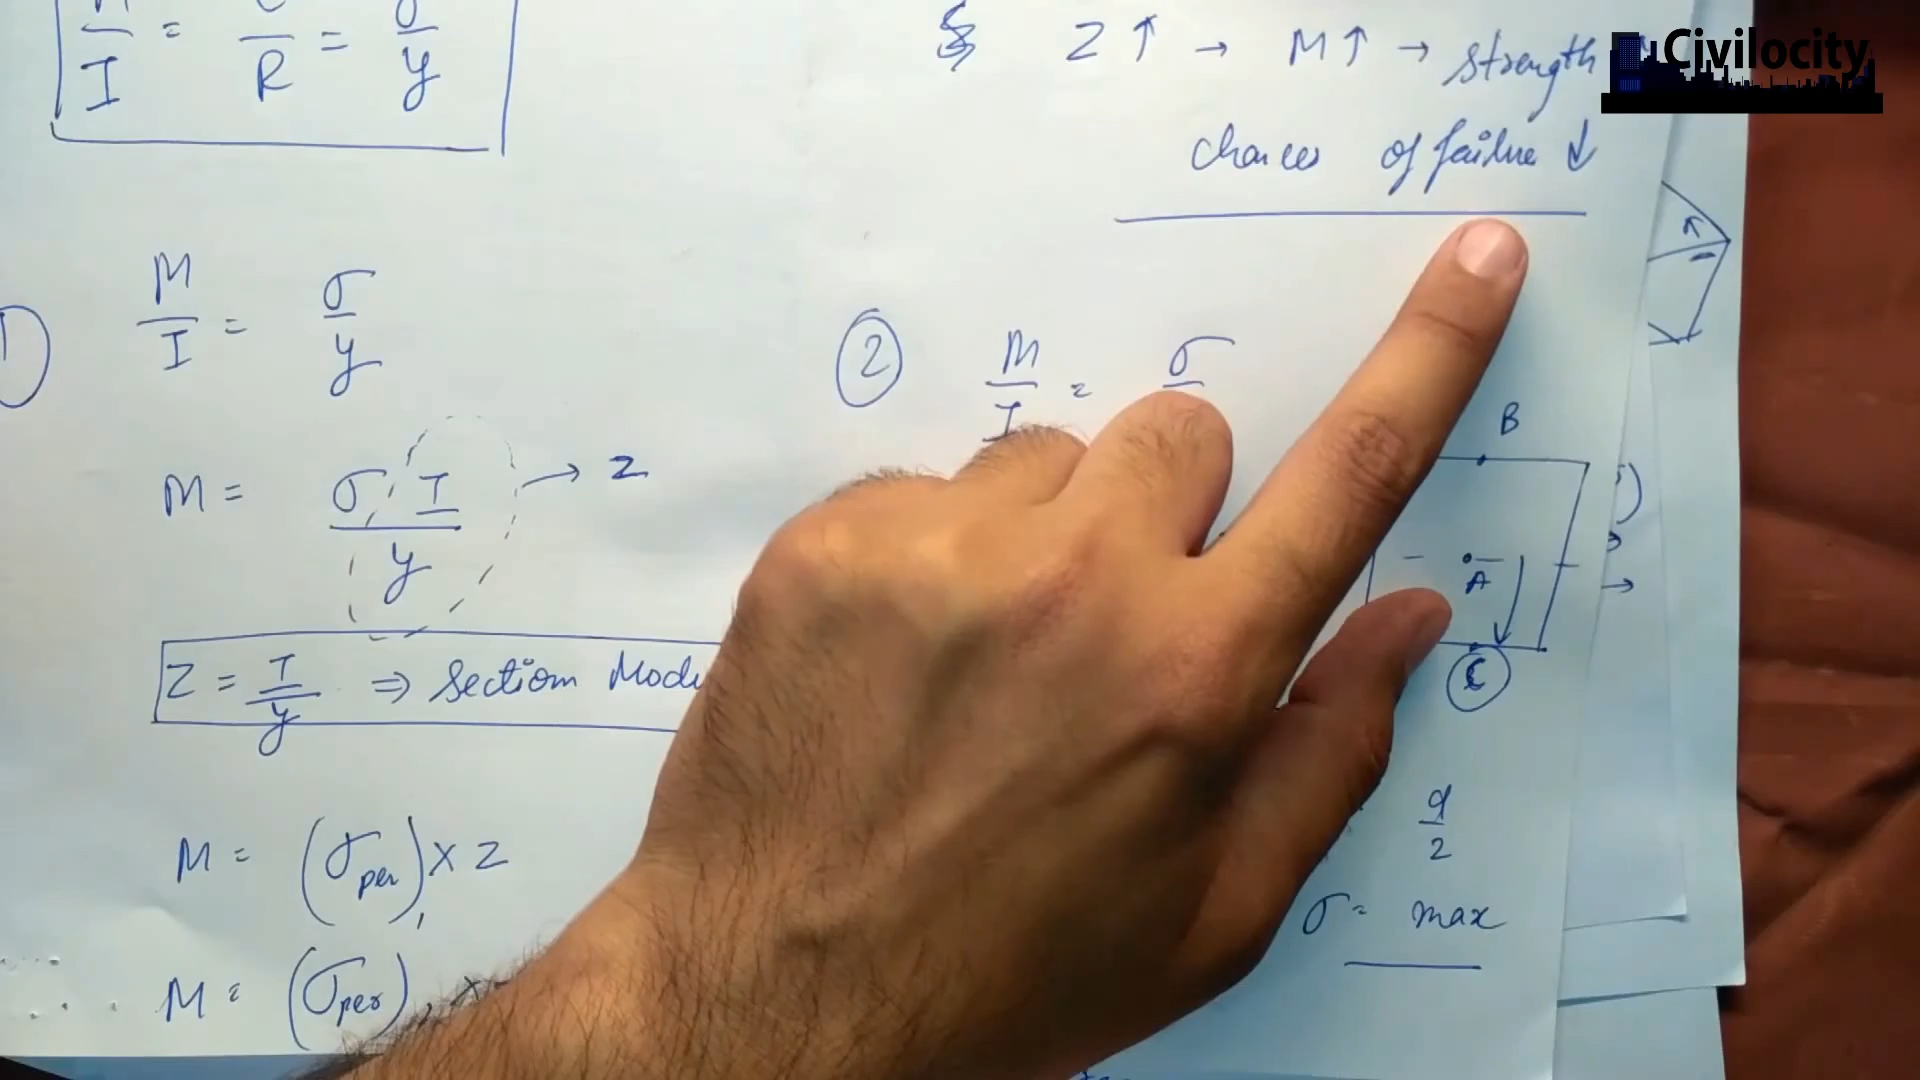 M/I = /R = σ/y
① M/I = σ/y
M = σ I / y → Z
Z = I/y ⇒ Section Modu
M = (σper) × Z
M = (σper), ×
Z ↑ → M ↑ → Strength
chances of failure ↓
② M/I = σ
B
A
C
d/2
σ = max
Civilocity